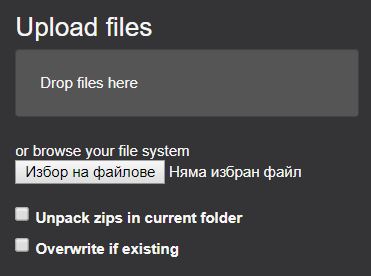 Upload files
Drop files here
or browse your file system
Избор на файлове Няма избран файл
Unpack zips in current folder
Overwrite if existing